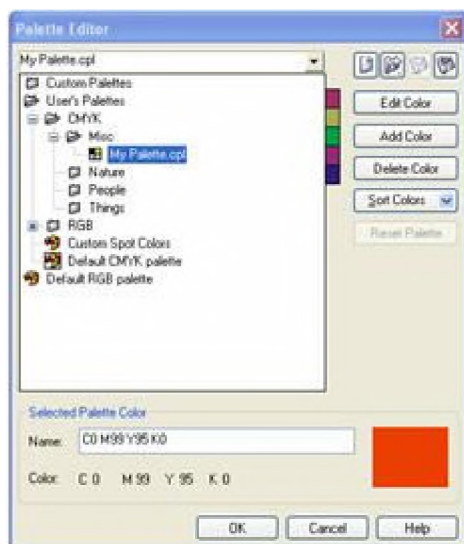 Palette Editor
My Palette.cpl
Custom Palettes
User's Palettes
CMYK
Misc
My Palette.cpl
Nature
People
Things
RGB
Custom Spot Colors
Default CMYK palette
Default RGB palette
Edit Color
Add Color
Delete Color
Sort Colors
Reset Palette
Selected Palette Color
Name: C0 M99 Y95 K0
Color: C 0 M 99 Y 95 K 0
OK Cancel Help